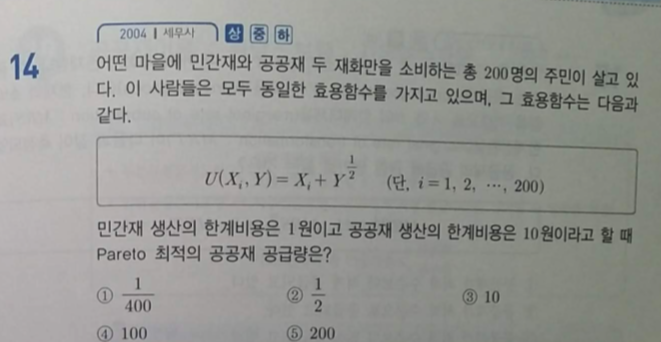 2004 | 세무사 상 중 하
14 어떤 마을에 민간재와 공공재 두 재화만을 소비하는 총 200명의 주민이 살고 있
다. 이 사람들은 모두 동일한 효용함수를 가지고 있으며, 그 효용함수는 다음과
같다.
U(X_i, Y) = X_i + Y^{1/2} (단, i = 1, 2, ⋯, 200)
민간재 생산의 한계비용은 1원이고 공공재 생산의 한계비용은 10원이라고 할 때
Pareto 최적의 공공재 공급량은?
① 1/400 ② 1/2 ③ 10
④ 100 ⑤ 200